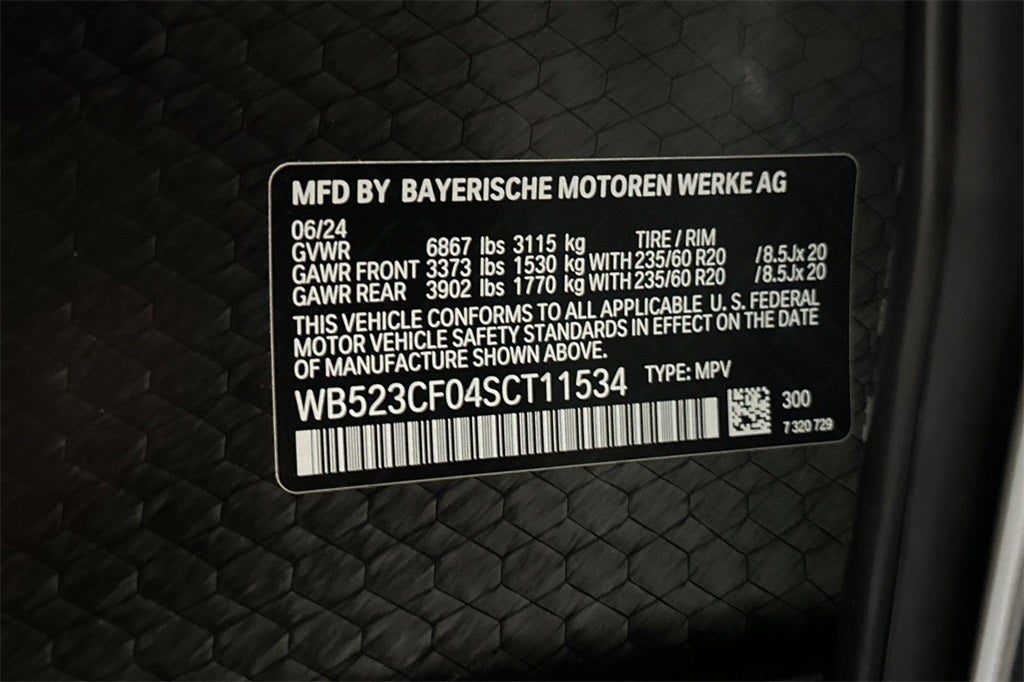 MFD BY BAYERISCHE MOTOREN WERKE AG
06/24 TIRE / RIM
GVWR 6867 lbs 3115 kg
GAWR FRONT 3373 lbs 1530 kg WITH 235/60 R20 /8.5Jx20
GAWR REAR 3902 lbs 1770 kg WITH 235/60 R20 /8.5Jx20
THIS VEHICLE CONFORMS TO ALL APPLICABLE U. S. FEDERAL
MOTOR VEHICLE SAFETY STANDARDS IN EFFECT ON THE DATE
OF MANUFACTURE SHOWN ABOVE.
WB523CF04SCT11534 TYPE: MPV
300
7 320 729